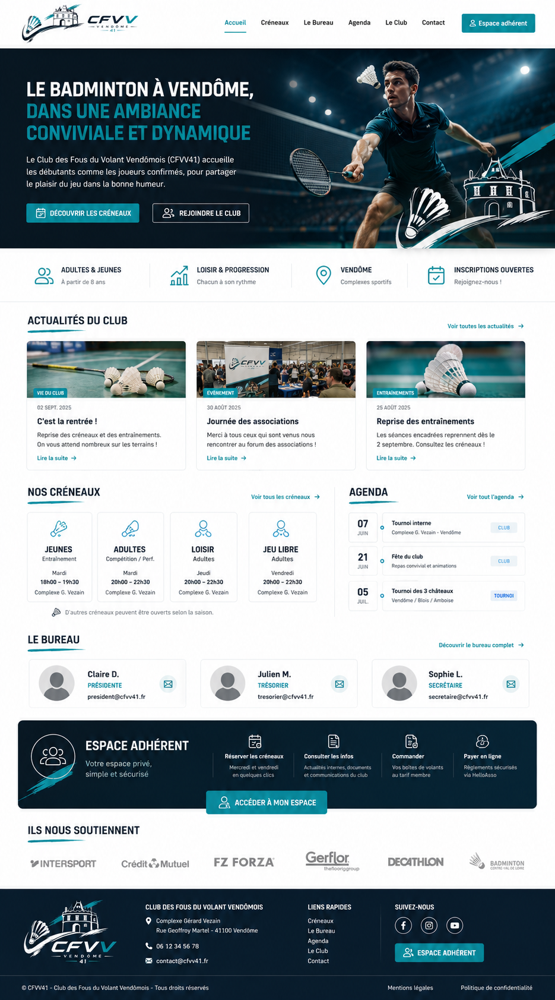 CFVV
VENDÔME
41
Accueil
Créneaux
Le Bureau
Agenda
Le Club
Contact
Espace adhérent
LE BADMINTON À VENDÔME,
DANS UNE AMBIANCE
CONVIVIALE ET DYNAMIQUE
Le Club des Fous du Volant Vendômois (CFVV41) accueille
les débutants comme les joueurs confirmés, pour partager
le plaisir du jeu dans la bonne humeur.
DÉCOUVRIR LES CRÉNEAUX
REJOINDRE LE CLUB
ADULTES & JEUNES
À partir de 8 ans
LOISIR & PROGRESSION
Chacun à son rythme
VENDÔME
Complexes sportifs
INSCRIPTIONS OUVERTES
Rejoignez-nous !
ACTUALITÉS DU CLUB
Voir toutes les actualités
VIE DU CLUB
02 SEPT. 2025
C'est la rentrée !
Reprise des créneaux et des entraînements.
On vous attend nombreux sur les terrains !
Lire la suite
CFVV
ÉVÉNEMENT
30 AOÛT 2025
Journée des associations
Merci à tous ceux qui sont venus nous
rencontrer au forum des associations !
Lire la suite
ENTRAÎNEMENTS
25 AOÛT 2025
Reprise des entraînements
Les séances encadrées reprennent dès le
2 septembre. Consultez les créneaux !
Lire la suite
NOS CRÉNEAUX
Voir tous les créneaux
JEUNES
Entraînement
Mardi
18h00 – 19h30
Complexe G. Vezain
ADULTES
Compétition / Perf.
Mardi
20h00 – 22h30
Complexe G. Vezain
LOISIR
Adultes
Jeudi
20h00 – 22h30
Complexe G. Vezain
JEU LIBRE
Adultes
Vendredi
20h00 – 22h30
Complexe G. Vezain
D'autres créneaux peuvent être ouverts selon la saison.
AGENDA
Voir tout l'agenda
07
JUIN
Tournoi interne
Complexe G. Vezain - Vendôme
CLUB
21
JUIN
Fête du club
Repas convivial et animations
CLUB
05
JUIL.
Tournoi des 3 châteaux
Vendôme / Blois / Amboise
TOURNOI
LE BUREAU
Découvrir le bureau complet
Claire D.
PRÉSIDENTE
president@cfvv41.fr
Julien M.
TRÉSORIER
tresorier@cfvv41.fr
Sophie L.
SECRÉTAIRE
secretaire@cfvv41.fr
ESPACE ADHÉRENT
Votre espace privé,
simple et sécurisé
Réserver les créneaux
Mercredi et vendredi
en quelques clics
Consulter les infos
Actualités internes, documents
et communications du club
Commander
Vos boîtes de volants
au tarif membre
Payer en ligne
Règlements sécurisés
via HelloAsso
ACCÉDER À MON ESPACE
ILS NOUS SOUTIENNENT
INTERSPORT
Crédit Mutuel
FZ FORZA
Gerflor
theflooringgroup
DECATHLON
BADMINTON
CENTRE-VAL DE LOIRE
CFVV
VENDÔME
41
CLUB DES FOUS DU VOLANT VENDÔMOIS
Complexe Gérard Vezain
Rue Geoffroy Martel - 41100 Vendôme
06 12 34 56 78
contact@cfvv41.fr
LIENS RAPIDES
Créneaux
Le Bureau
Agenda
Le Club
Contact
SUIVEZ-NOUS
ESPACE ADHÉRENT
© CFVV41 - Club des Fous du Volant Vendômois - Tous droits réservés
Mentions légales
Politique de confidentialité